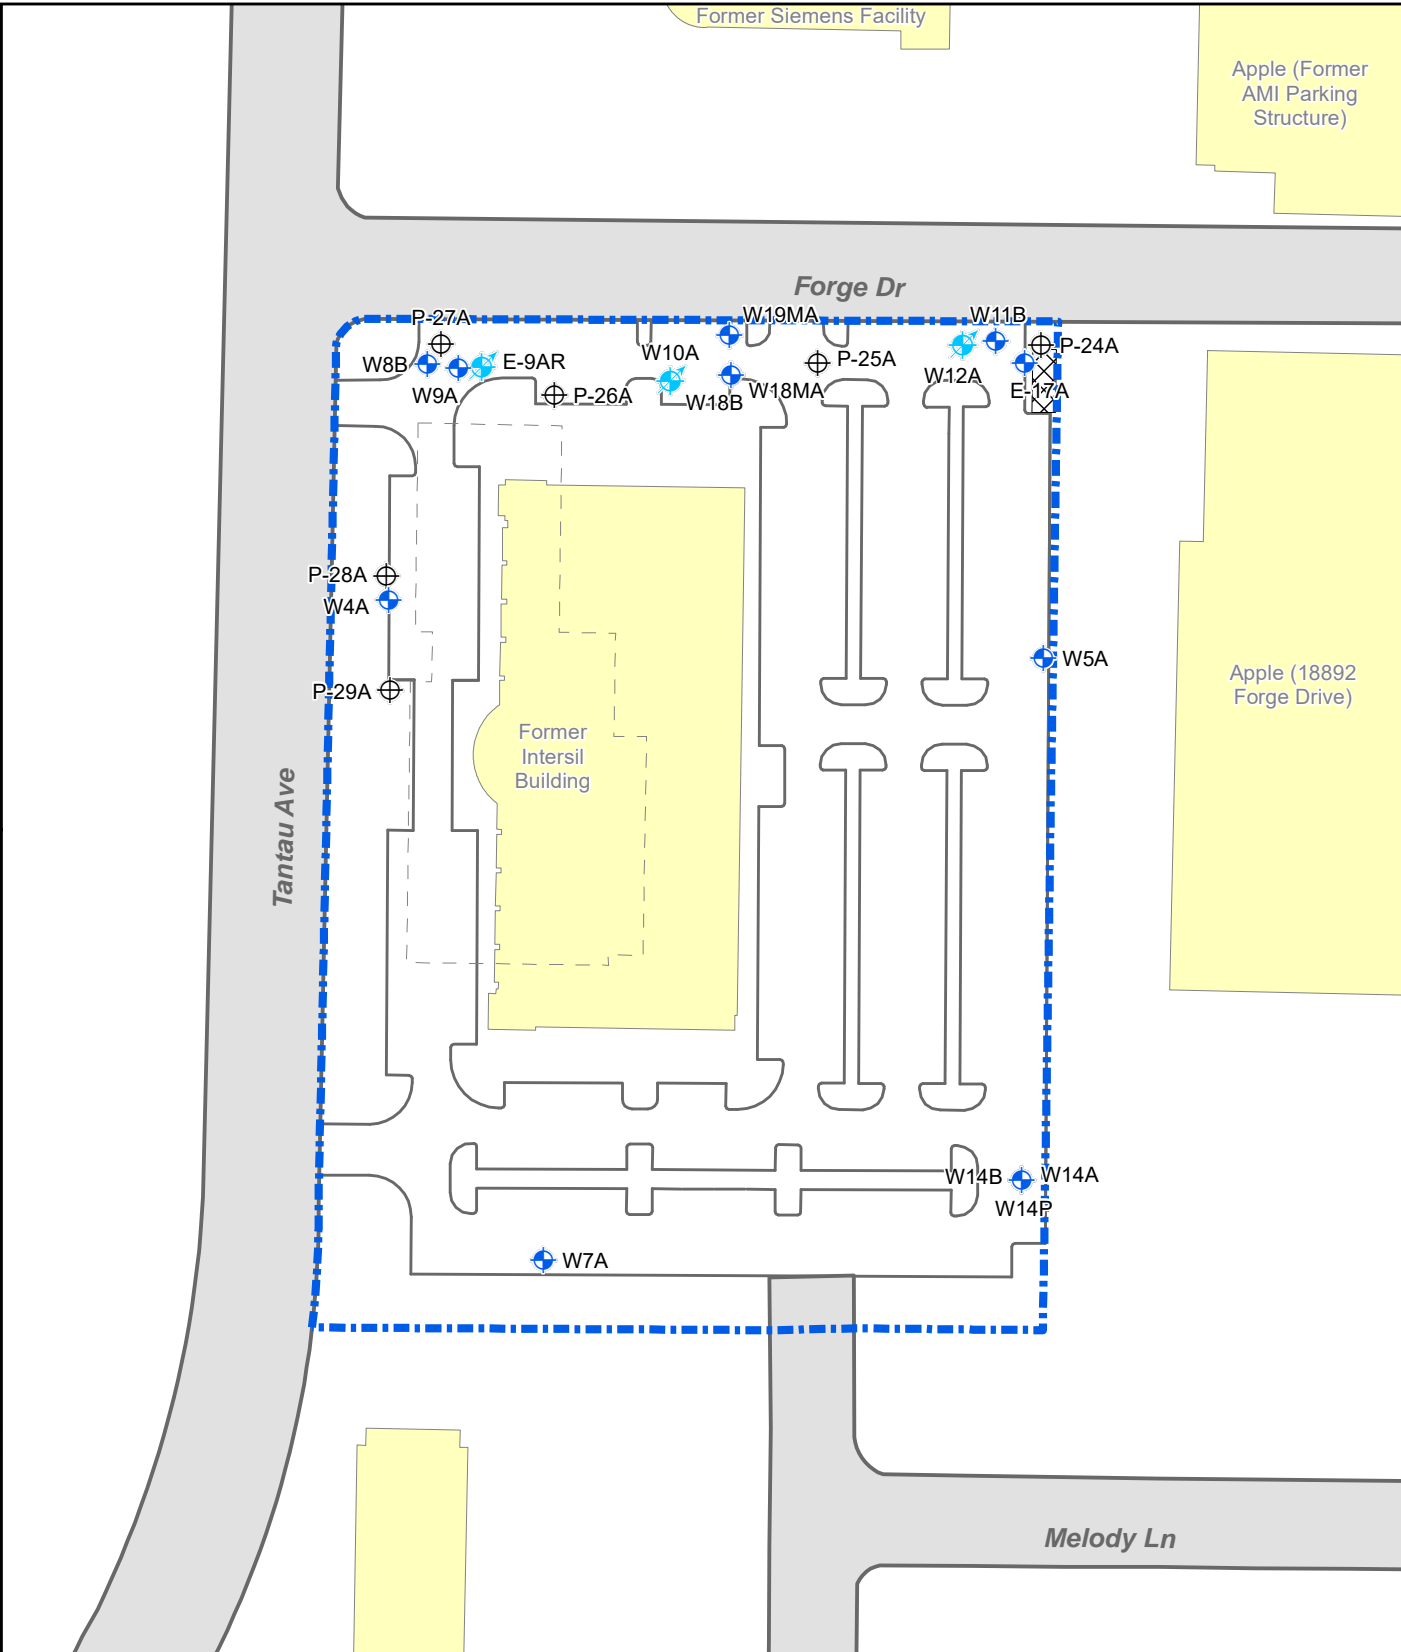 Former Siemens Facility
Apple (Former
AMI Parking
Structure)
Forge Dr
P-27A
W19MA
W11B
W8B
E-9AR
W10A
P-25A
P-24A
W9A
P-26A
W18B
W18MA
W12A
E-17A
P-28A
W4A
W5A
P-29A
Apple (18892
Forge Drive)
Former
Intersil
Building
Tantau Ave
W14B
W14A
W14P
W7A
Melody Ln